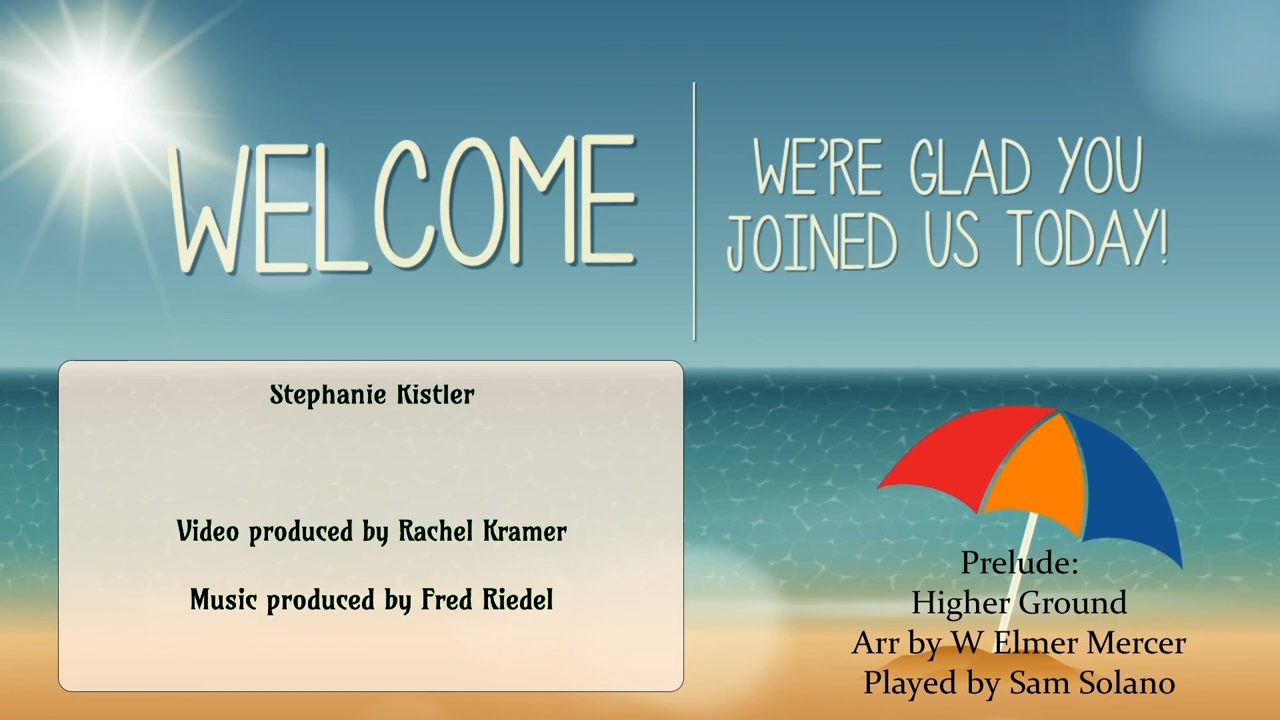 WELCOME
WE'RE GLAD YOU
JOINED US TODAY!
Stephanie Kistler
Video produced by Rachel Kramer
Music produced by Fred Riedel
Prelude:
Higher Ground
Arr by W Elmer Mercer
Played by Sam Solano